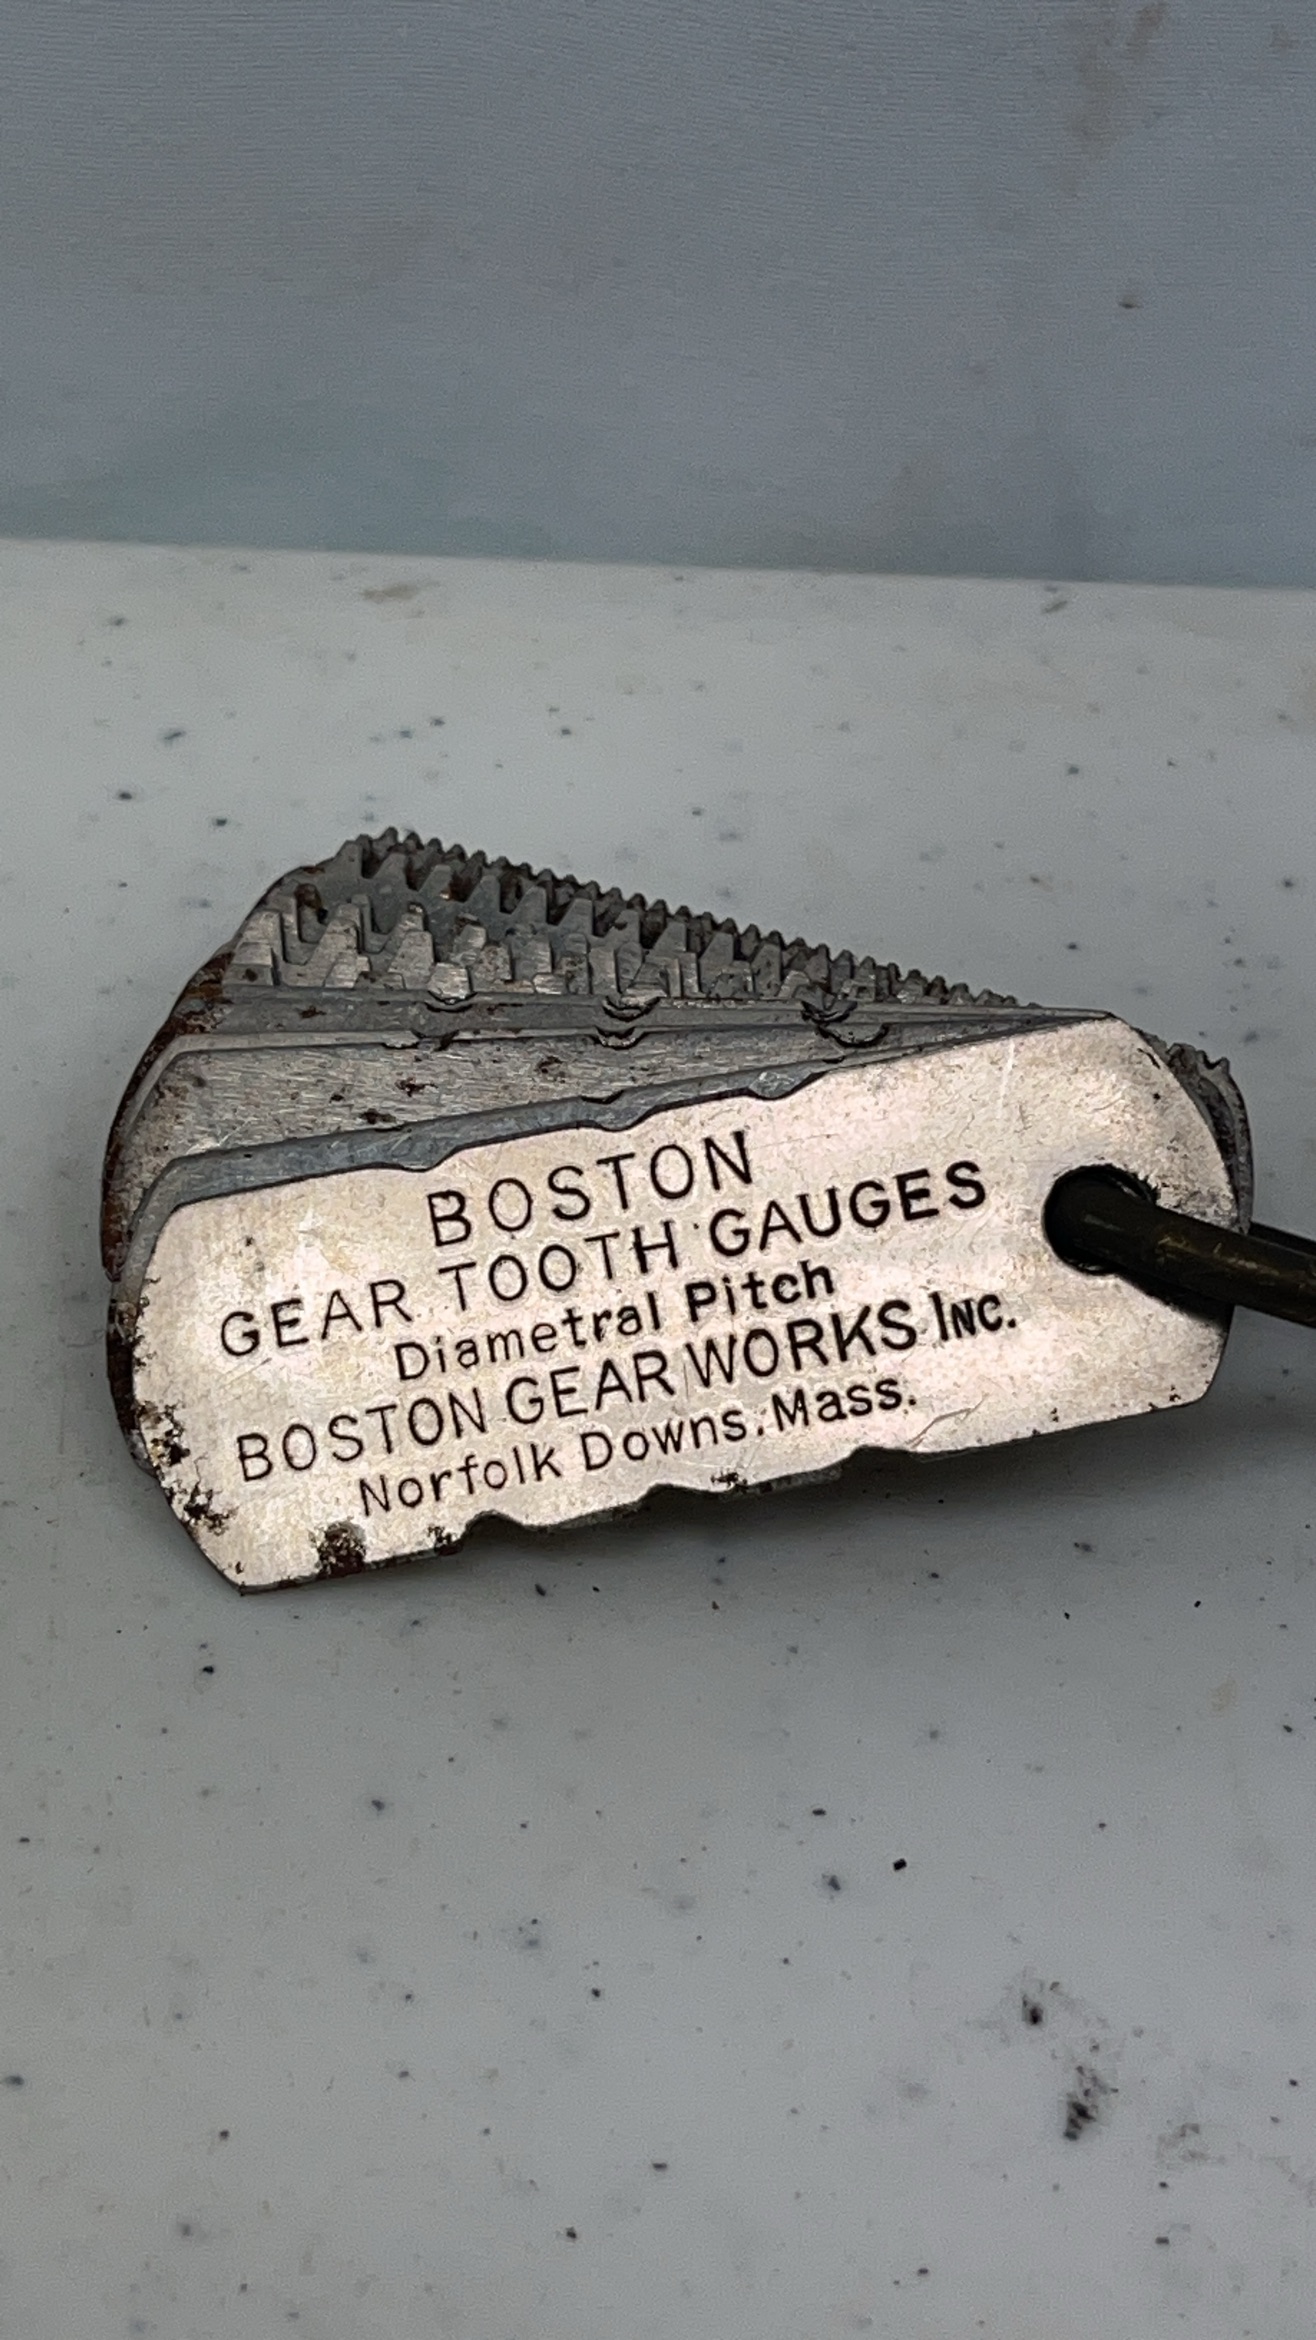 BOSTON
GEAR TOOTH GAUGES
Diametral Pitch
BOSTON GEAR WORKS INC.
Norfolk Downs. Mass.